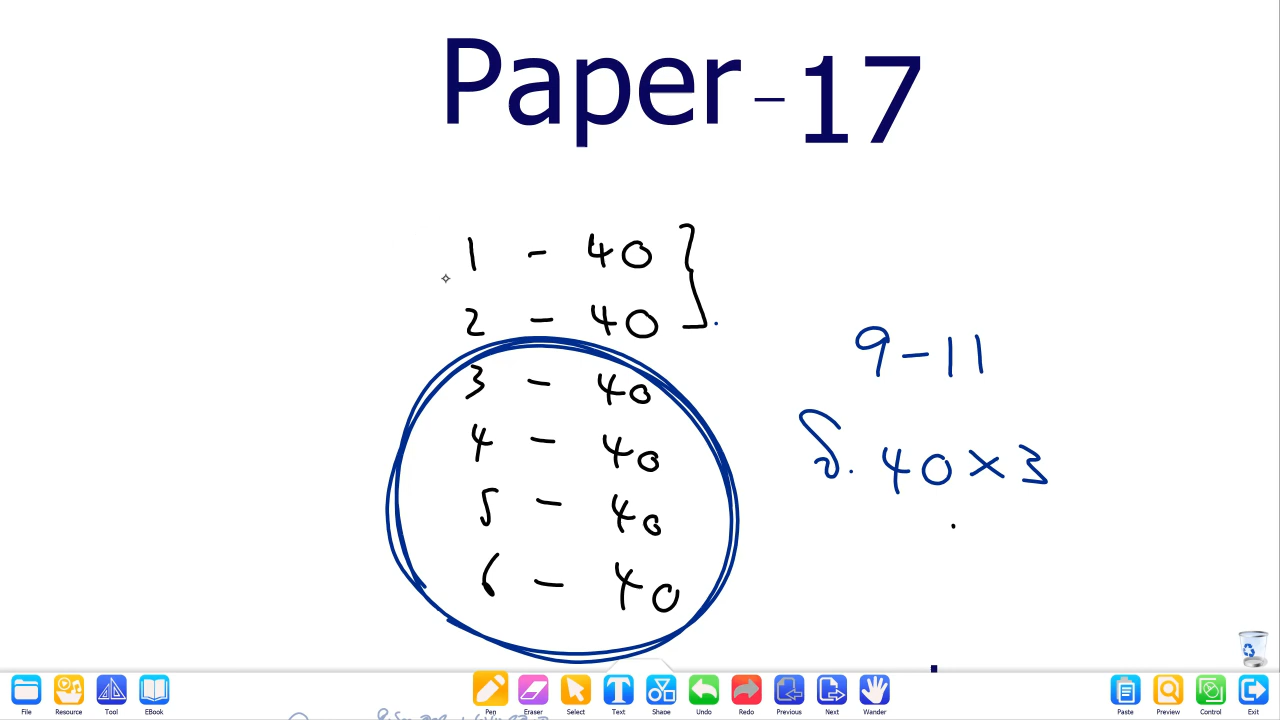 Paper-17
1 - 40
2 - 40
3 - 40
4 - 40
5 - 40
6 - 40
9-11
40×3
File
Resource
Tool
EBook
Pen
Eraser
Select
Text
Shape
Undo
Redo
Previous
Next
Wander
Paste
Preview
Control
Exit